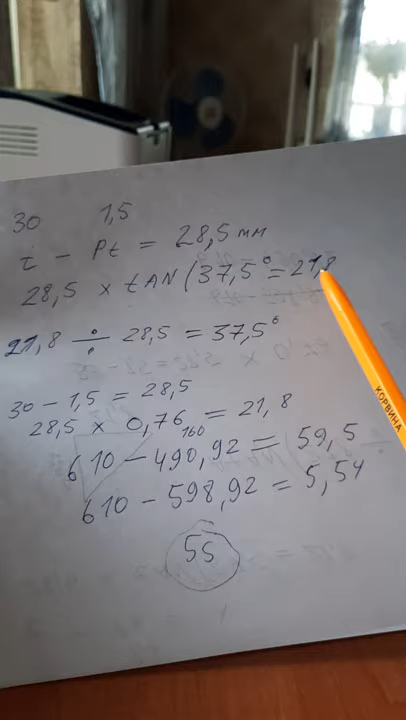 30 1,5
i - Pt = 28,5 мм
28,5 × tAN (37,5° = 21,8
21,8 ÷ 28,5 = 37,5°
30 - 1,5 = 28,5
28,5 × 0,76 = 21,8
160
610 - 490,92 = 59,5
610 - 598,92 = 5,54
55
КОРВИНА